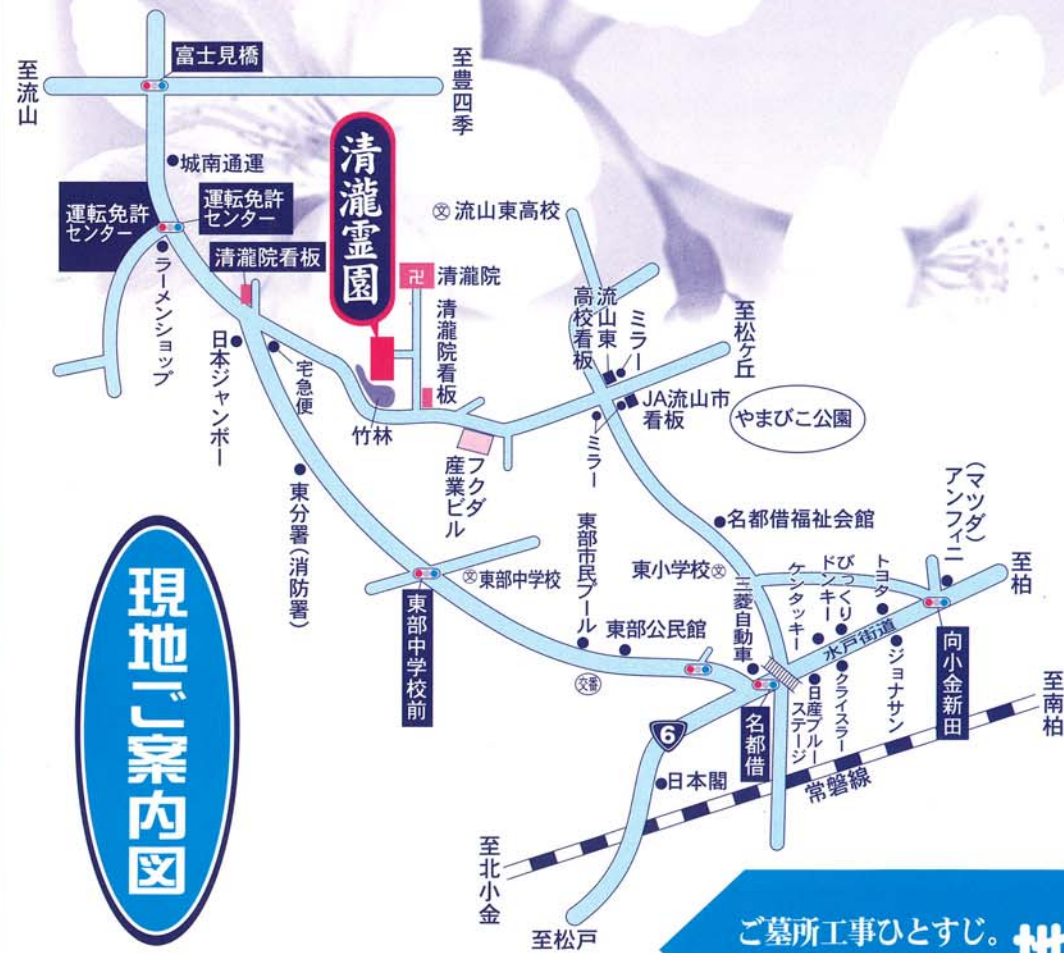 富士見橋
至流山
至豊四季
城南通運
運転免許
センター
運転免許
センター
ラーメンショップ
清瀧院看板
清瀧霊園
卍
清瀧院
清瀧院看板
文 流山東高校
流山東
高校看板
ミラー
至松ヶ丘
JA流山市
看板
ミラー
やまびこ公園
日本ジャンボー
宅急便
竹林
フクダ
産業ビル
東分署(消防署)
文 東部中学校
東部中学校前
東部市民プール
東部公民館
交番
名都借福祉会館
東小学校 文
三菱自動車
ケンタッキー
びっくり
ドンキー
トヨタ
(マツダ)
アンフィニ
至柏
水戸街道
ジョナサン
クライスラー
日産ブルー
ステージ
向小金新田
名都借
6
日本閣
常磐線
至南柏
至北小金
至松戸
現地ご案内図
ご墓所工事ひとすじ。